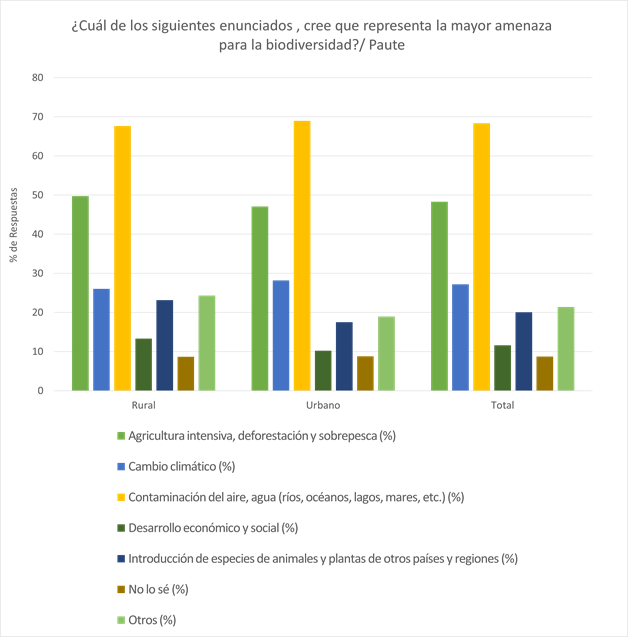 ¿Cuál de los siguientes enunciados , cree que representa la mayor amenaza
para la biodiversidad?/ Paute
80
70
60
50
40
30
20
10
0
% de Respuestas
Rural
Urbano
Total
Agricultura intensiva, deforestación y sobrepesca (%)
Cambio climático (%)
Contaminación del aire, agua (ríos, océanos, lagos, mares, etc.) (%)
Desarrollo económico y social (%)
Introducción de especies de animales y plantas de otros países y regiones (%)
No lo sé (%)
Otros (%)